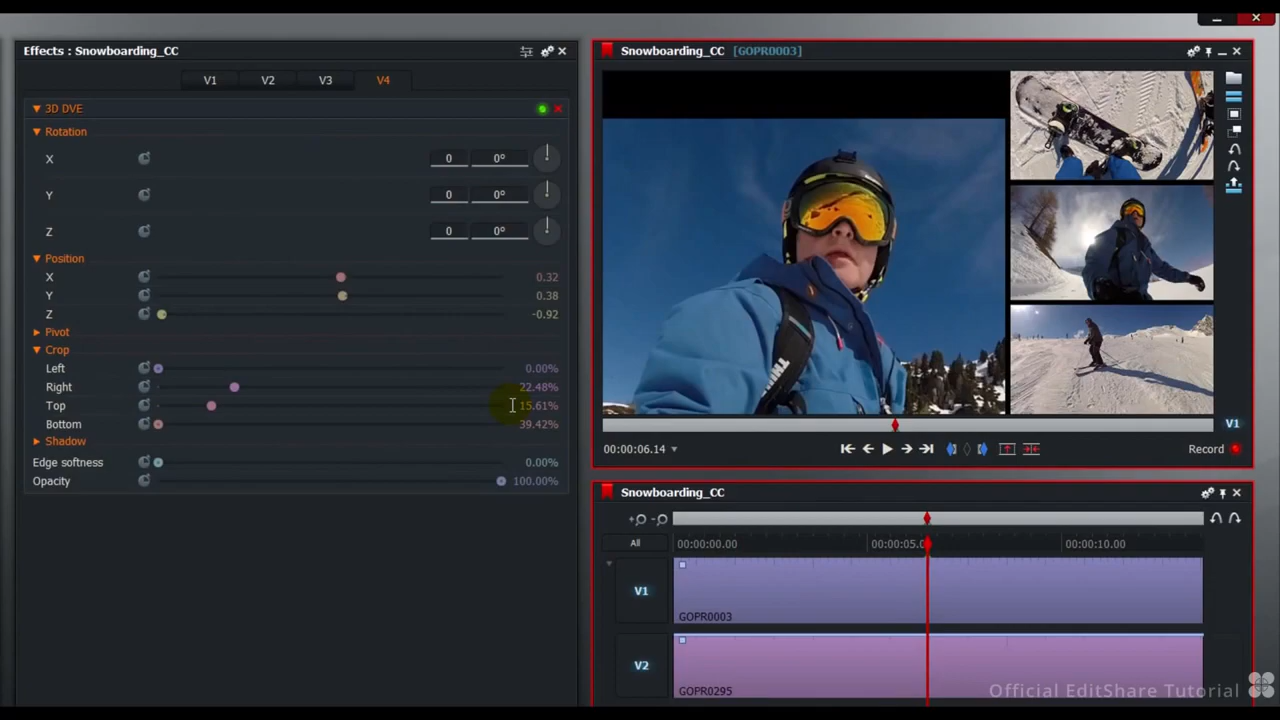 Effects : Snowboarding_CC
V1 V2 V3 V4
3D DVE
Rotation
X 0 0°
Y 0 0°
Z 0 0°
Position
X 0.32
Y 0.38
Z -0.92
Pivot
Crop
Left 0.00%
Right 22.48%
Top 15.61%
Bottom 39.42%
Shadow
Edge softness 0.00%
Opacity 100.00%
Snowboarding_CC [GOPR0003]
V1
00:00:06.14
Record
Snowboarding_CC
All 00:00:00.00 00:00:05.0 00:00:10.00
V1
GOPR0003
V2
GOPR0295
Official EditShare Tutorial